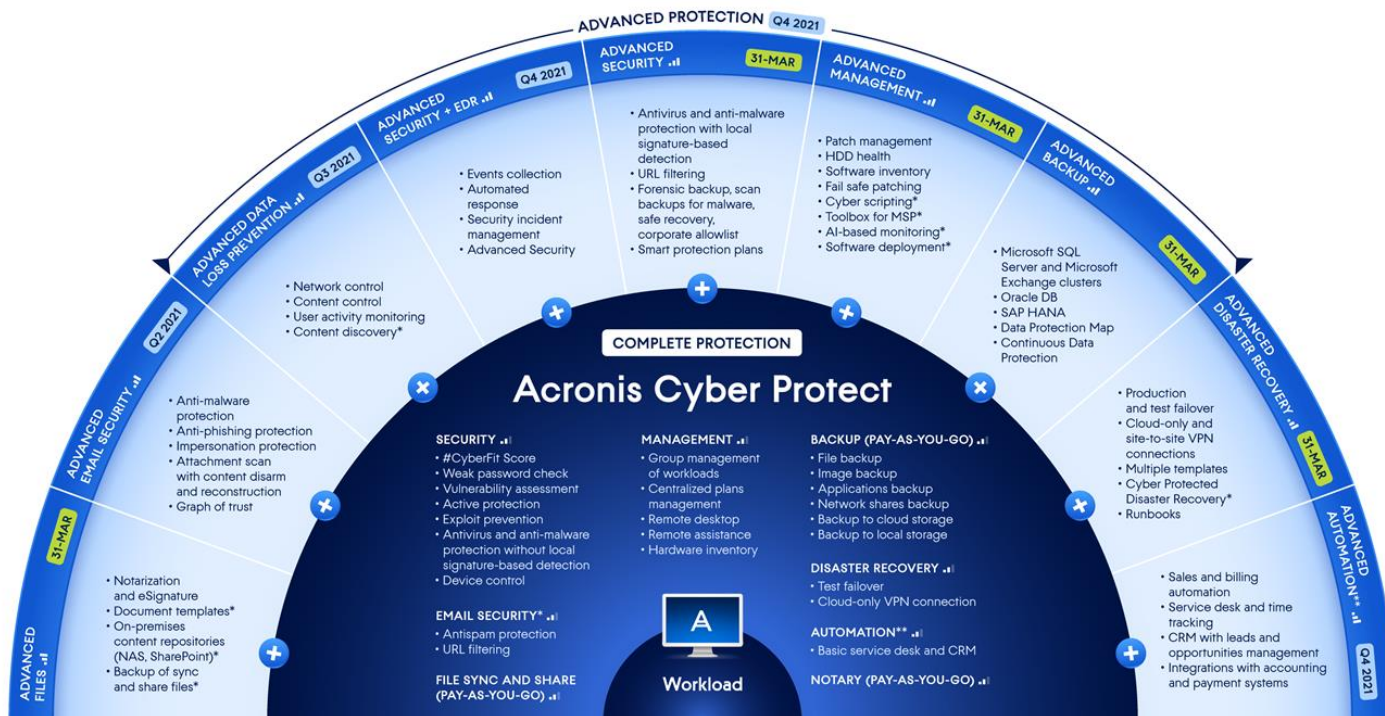 ADVANCED PROTECTION Q4 2021
ADVANCED
FILES
31-MAR
• Notarization
and eSignature
• Document templates*
• On-premises
content repositories
(NAS, SharePoint)*
• Backup of sync
and share files*
ADVANCED
EMAIL SECURITY
Q2 2021
• Anti-malware
protection
• Anti-phishing protection
• Impersonation protection
• Attachment scan
with content disarm
and reconstruction
• Graph of trust
ADVANCED DATA
LOSS PREVENTION
Q3 2021
• Network control
• Content control
• User activity monitoring
• Content discovery*
ADVANCED
SECURITY + EDR
Q4 2021
• Events collection
• Automated
response
• Security incident
management
• Advanced Security
ADVANCED
SECURITY
31-MAR
• Antivirus and anti-malware
protection with local
signature-based
detection
• URL filtering
• Forensic backup, scan
backups for malware,
safe recovery,
corporate allowlist
• Smart protection plans
ADVANCED
MANAGEMENT
31-MAR
• Patch management
• HDD health
• Software inventory
• Fail safe patching
• Cyber scripting*
• Toolbox for MSP*
• AI-based monitoring*
• Software deployment*
ADVANCED
BACKUP
31-MAR
• Microsoft SQL
Server and Microsoft
Exchange clusters
• Oracle DB
• SAP HANA
• Data Protection Map
• Continuous Data
Protection
ADVANCED
DISASTER RECOVERY
31-MAR
• Production
and test failover
• Cloud-only and
site-to-site VPN
connections
• Multiple templates
• Cyber Protected
Disaster Recovery*
• Runbooks
ADVANCED
AUTOMATION**
Q4 2021
• Sales and billing
automation
• Service desk and time
tracking
• CRM with leads and
opportunities management
• Integrations with accounting
and payment systems
COMPLETE PROTECTION
Acronis Cyber Protect
SECURITY
• #CyberFit Score
• Weak password check
• Vulnerability assessment
• Active protection
• Exploit prevention
• Antivirus and anti-malware
protection without local
signature-based detection
• Device control
EMAIL SECURITY*
• Antispam protection
• URL filtering
FILE SYNC AND SHARE
(PAY-AS-YOU-GO)
MANAGEMENT
• Group management
of workloads
• Centralized plans
management
• Remote desktop
• Remote assistance
• Hardware inventory
BACKUP (PAY-AS-YOU-GO)
• File backup
• Image backup
• Applications backup
• Network shares backup
• Backup to cloud storage
• Backup to local storage
DISASTER RECOVERY
• Test failover
• Cloud-only VPN connection
AUTOMATION**
• Basic service desk and CRM
NOTARY (PAY-AS-YOU-GO)
A
Workload